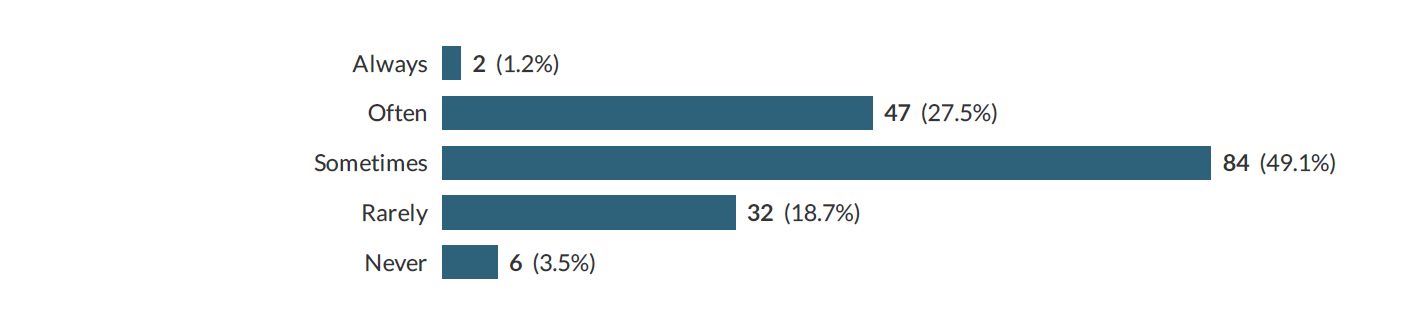 Always 2 (1.2%)
Often 47 (27.5%)
Sometimes 84 (49.1%)
Rarely 32 (18.7%)
Never 6 (3.5%)